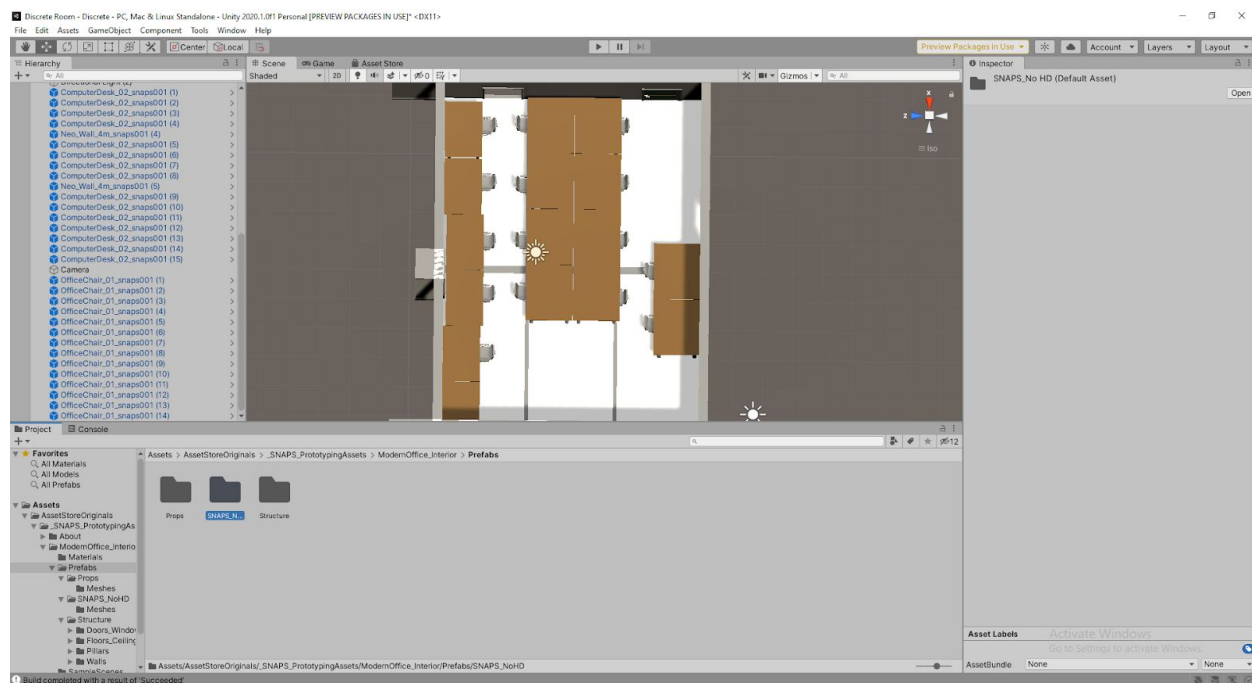 Discrete Room - Discrete - PC, Mac & Linux Standalone - Unity 2020.1.0f1 Personal [PREVIEW PACKAGES IN USE]* <DX11>
File Edit Assets GameObject Component Tools Window Help
Center Local Preview Packages in Use Account Layers Layout
Hierarchy Scene Game Asset Store Inspector
All Shaded 2D 0 Gizmos All SNAPS_No HD (Default Asset)
Open
ComputerDesk_02_snaps001 (1)
ComputerDesk_02_snaps001 (2)
ComputerDesk_02_snaps001 (3)
ComputerDesk_02_snaps001 (4)
Neo_Wall_4m_snaps001 (4)
ComputerDesk_02_snaps001 (5)
ComputerDesk_02_snaps001 (6)
ComputerDesk_02_snaps001 (7)
ComputerDesk_02_snaps001 (8)
Neo_Wall_4m_snaps001 (5)
ComputerDesk_02_snaps001 (9)
ComputerDesk_02_snaps001 (10)
ComputerDesk_02_snaps001 (11)
ComputerDesk_02_snaps001 (12)
ComputerDesk_02_snaps001 (13)
ComputerDesk_02_snaps001 (14)
ComputerDesk_02_snaps001 (15)
Camera
OfficeChair_01_snaps001 (1)
OfficeChair_01_snaps001 (2)
OfficeChair_01_snaps001 (3)
OfficeChair_01_snaps001 (4)
OfficeChair_01_snaps001 (5)
OfficeChair_01_snaps001 (6)
OfficeChair_01_snaps001 (7)
OfficeChair_01_snaps001 (8)
OfficeChair_01_snaps001 (9)
OfficeChair_01_snaps001 (10)
OfficeChair_01_snaps001 (11)
OfficeChair_01_snaps001 (12)
OfficeChair_01_snaps001 (13)
OfficeChair_01_snaps001 (14)
x
z
Iso
Project Console
12
Favorites
All Materials
All Models
All Prefabs
Assets
AssetStoreOriginals
_SNAPS_PrototypingAs
About
ModernOffice_Interio
Materials
Prefabs
Props
Meshes
SNAPS_NoHD
Meshes
Structure
Doors_Window
Floors_Ceiling
Pillars
Walls
SampleScenes
Assets > AssetStoreOriginals > _SNAPS_PrototypingAssets > ModernOffice_Interior > Prefabs
Props SNAPS_N... Structure
Assets/AssetStoreOriginals/_SNAPS_PrototypingAssets/ModernOffice_Interior/Prefabs/SNAPS_NoHD
Asset Labels
Activate Windows
Go to Settings to activate Windows.
AssetBundle None None
Build completed with a result of 'Succeeded'